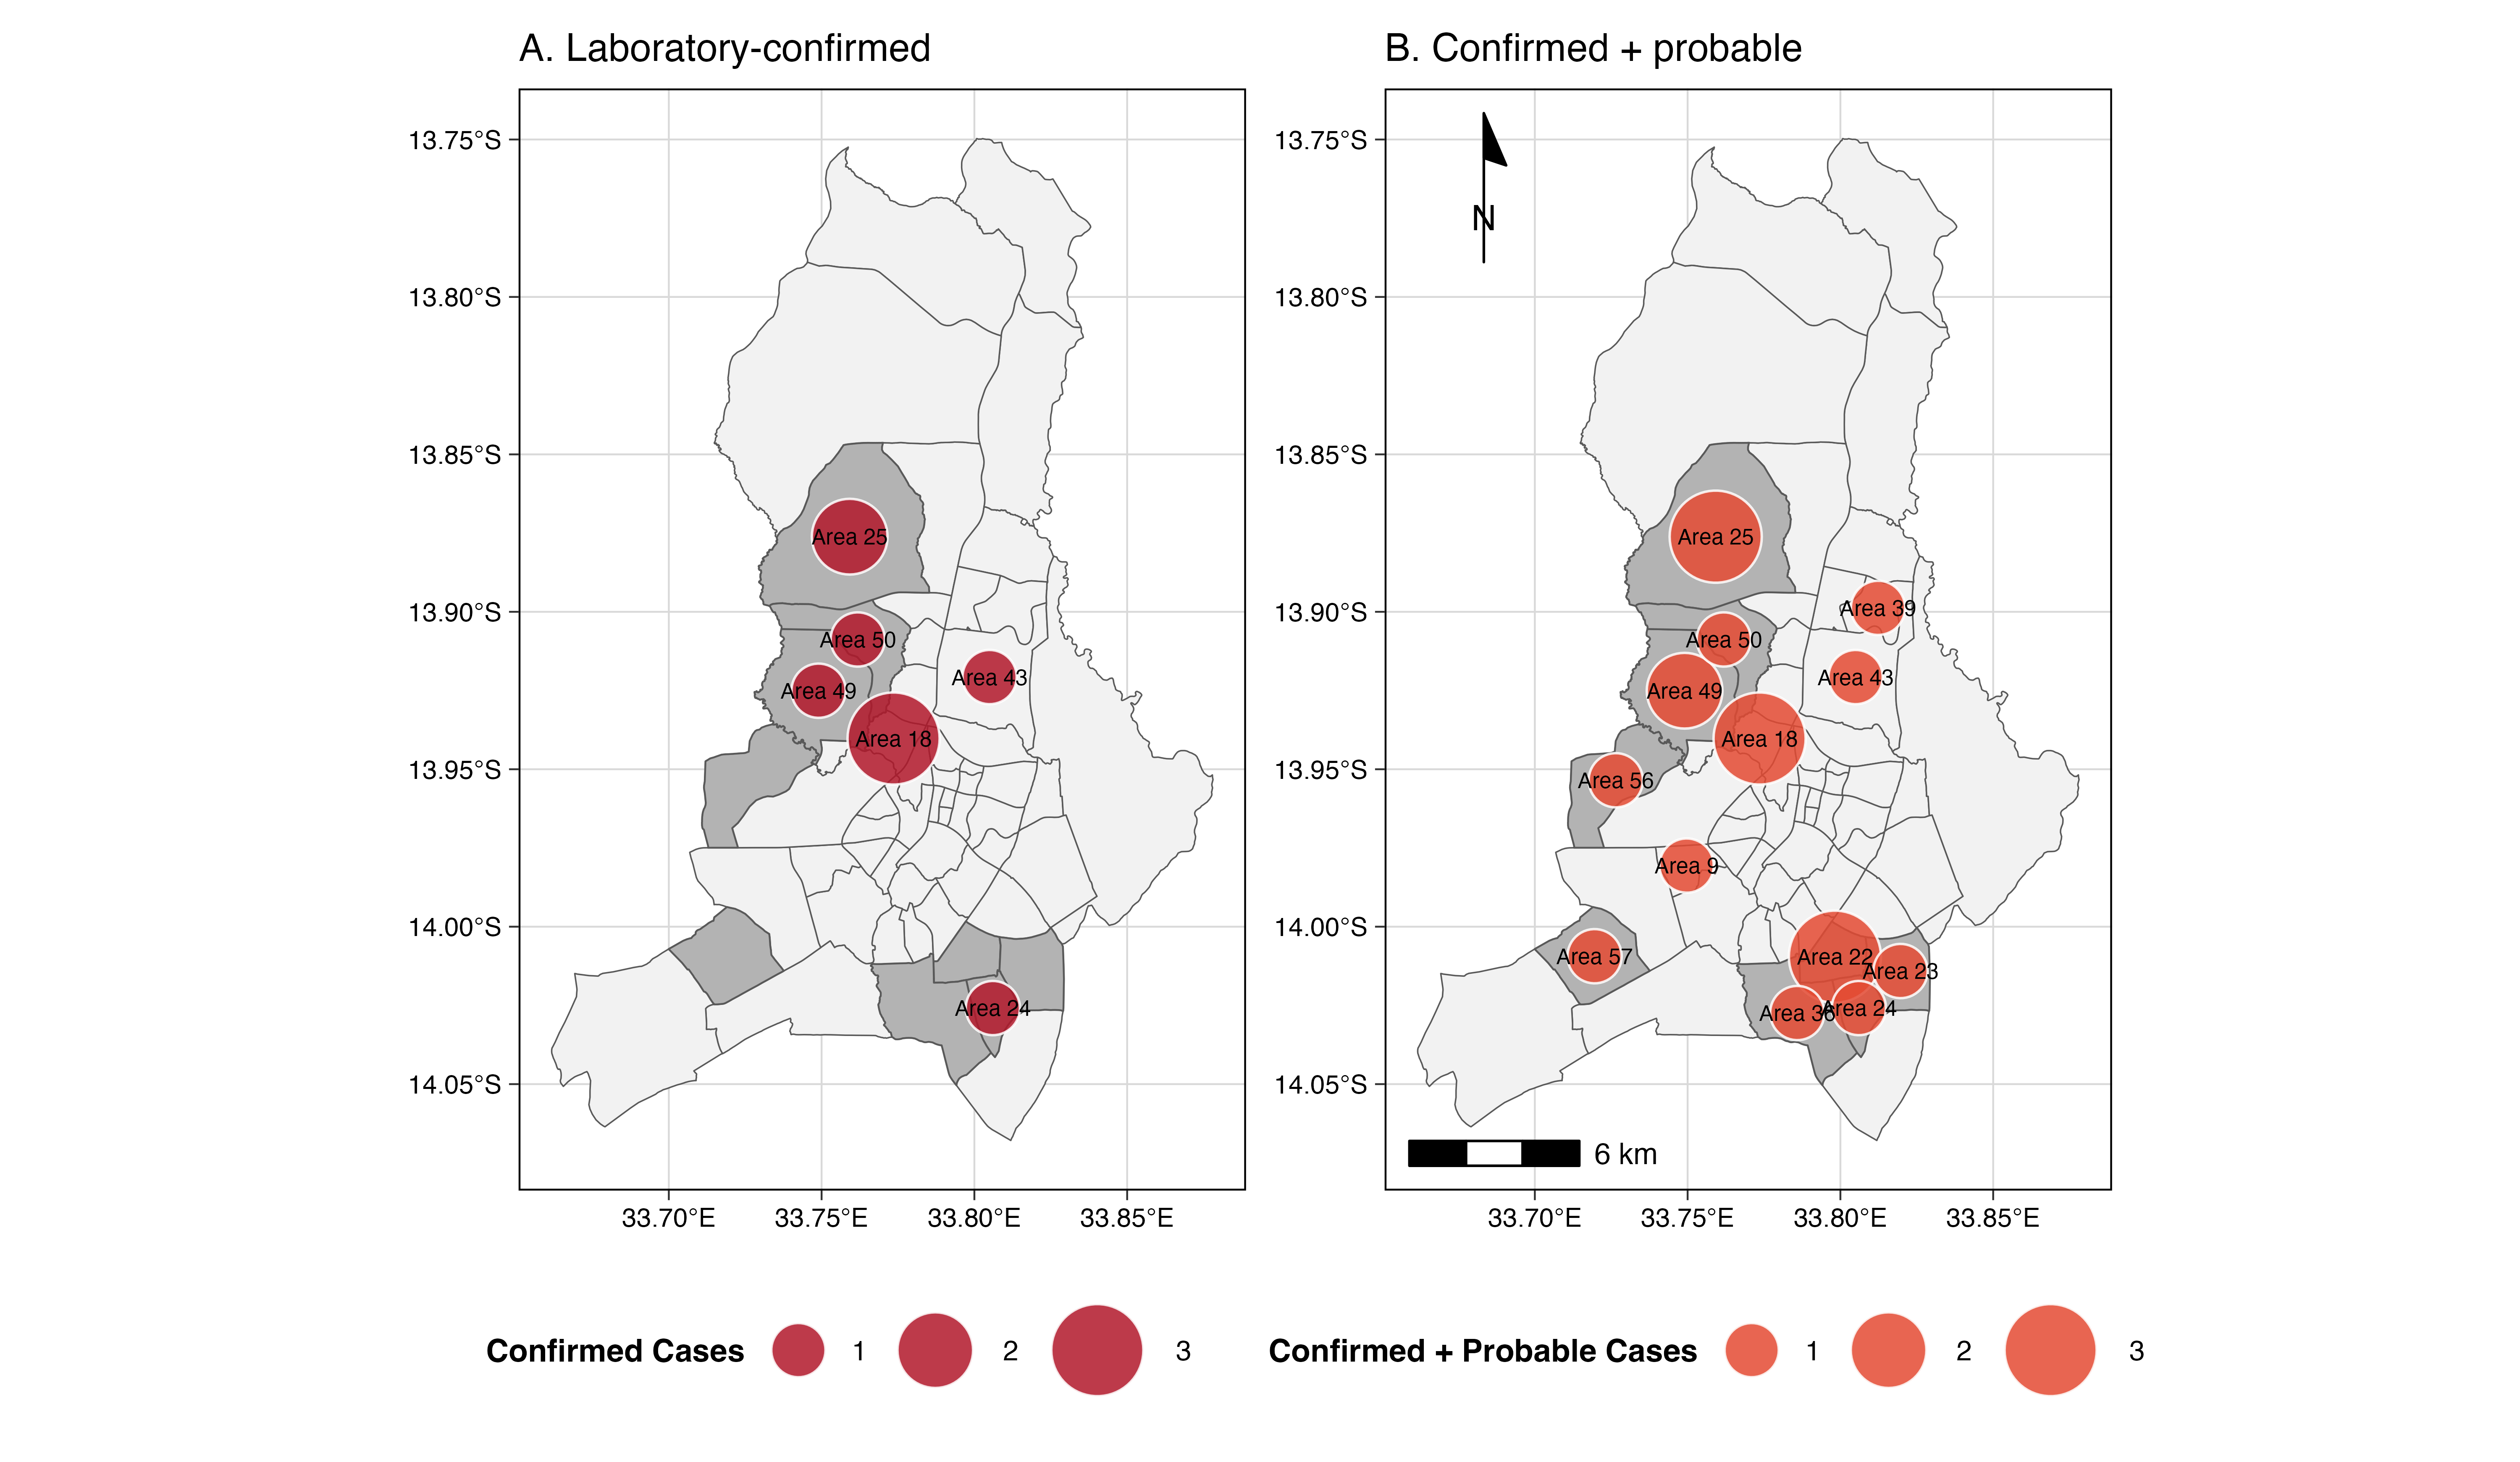 A. Laboratory-confirmed
13.75°S
13.80°S
13.85°S
13.90°S
13.95°S
14.00°S
14.05°S
Area 25
Area 50
Area 43
Area 49
Area 18
Area 24
33.70°E
33.75°E
33.80°E
33.85°E
B. Confirmed + probable
13.75°S
13.80°S
13.85°S
13.90°S
13.95°S
14.00°S
14.05°S
N
Area 25
Area 39
Area 50
Area 43
Area 49
Area 18
Area 56
Area 9
Area 57
Area 22
Area 23
Area 24
Area 36
6 km
33.70°E
33.75°E
33.80°E
33.85°E
Confirmed Cases 1 2 3
Confirmed + Probable Cases 1 2 3